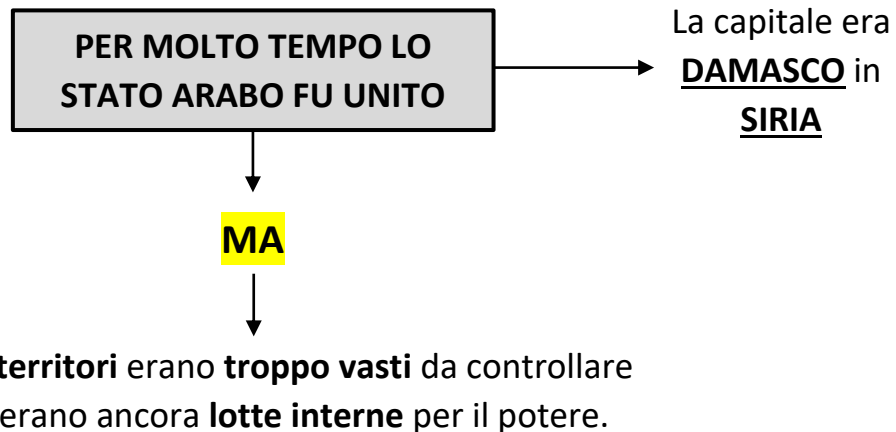 PER MOLTO TEMPO LO
STATO ARABO FU UNITO
La capitale era
DAMASCO in
SIRIA
MA
territori erano troppo vasti da controllare
erano ancora lotte interne per il potere.